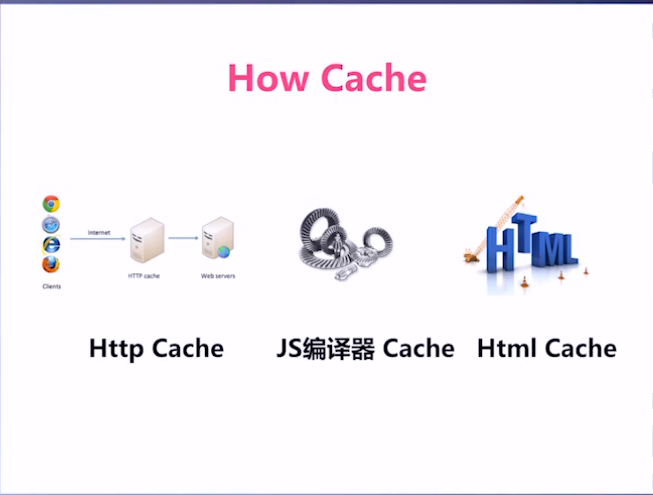 How Cache
Internet
HTTP cache
Web servers
Clients
HTML
Http Cache
JS编译器 Cache
Html Cache